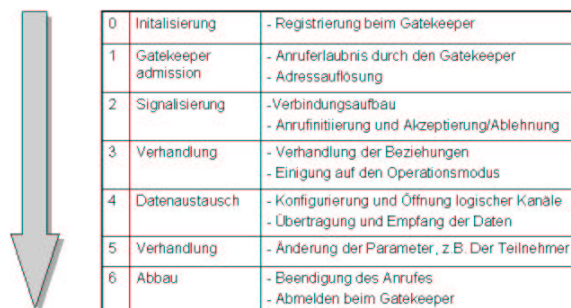 0 Initalisierung - Registrierung beim Gatekeeper
1 Gatekeeper - Anruferlaubnis durch den Gatekeeper
admission - Adressauflösung
2 Signalisierung -Verbindungsaufbau
- Anrufinitiierung und Akzeptierung/Ablehnung
3 Verhandlung - Verhandlung der Beziehungen
- Einigung auf den Operationsmodus
4 Datenaustausch - Konfigurierung und Öffnung logischer Kanäle
- Übertragung und Empfang der Daten
5 Verhandlung - Änderung der Parameter, z.B. Der Teilnehmer
6 Abbau - Beendigung des Anrufes
- Abmelden beim Gatekeeper